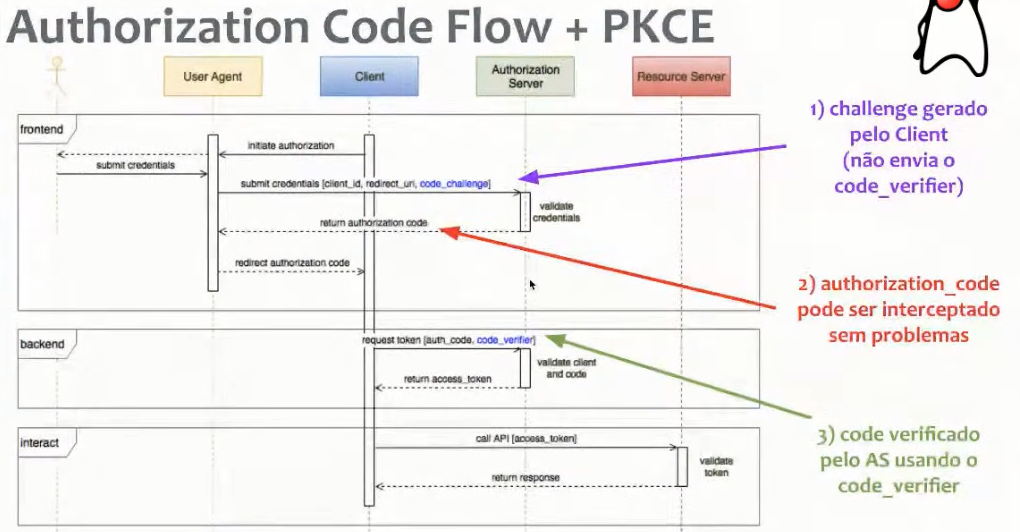 Authorization Code Flow + PKCE
User Agent
Client
Authorization
Server
Resource Server
frontend
initiate authorization
submit credentials
submit credentials [client_id, redirect_uri, code_challenge]
validate
credentials
return authorization code
redirect authorization code
backend
request token [auth_code, code_verifier]
validate client
and code
return access_token
interact
call API [access_token]
validate
token
return response
1) challenge gerado
pelo Client
(não envia o
code_verifier)
2) authorization_code
pode ser interceptado
sem problemas
3) code verificado
pelo AS usando o
code_verifier